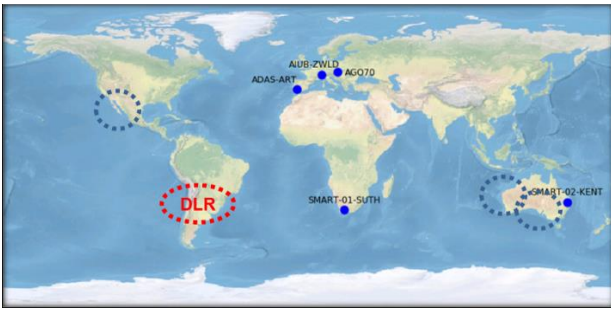 AIUB-ZWLD
AGO70
ADAS-ART
SMART-02-KENT
DLR
SMART-01-SUTH